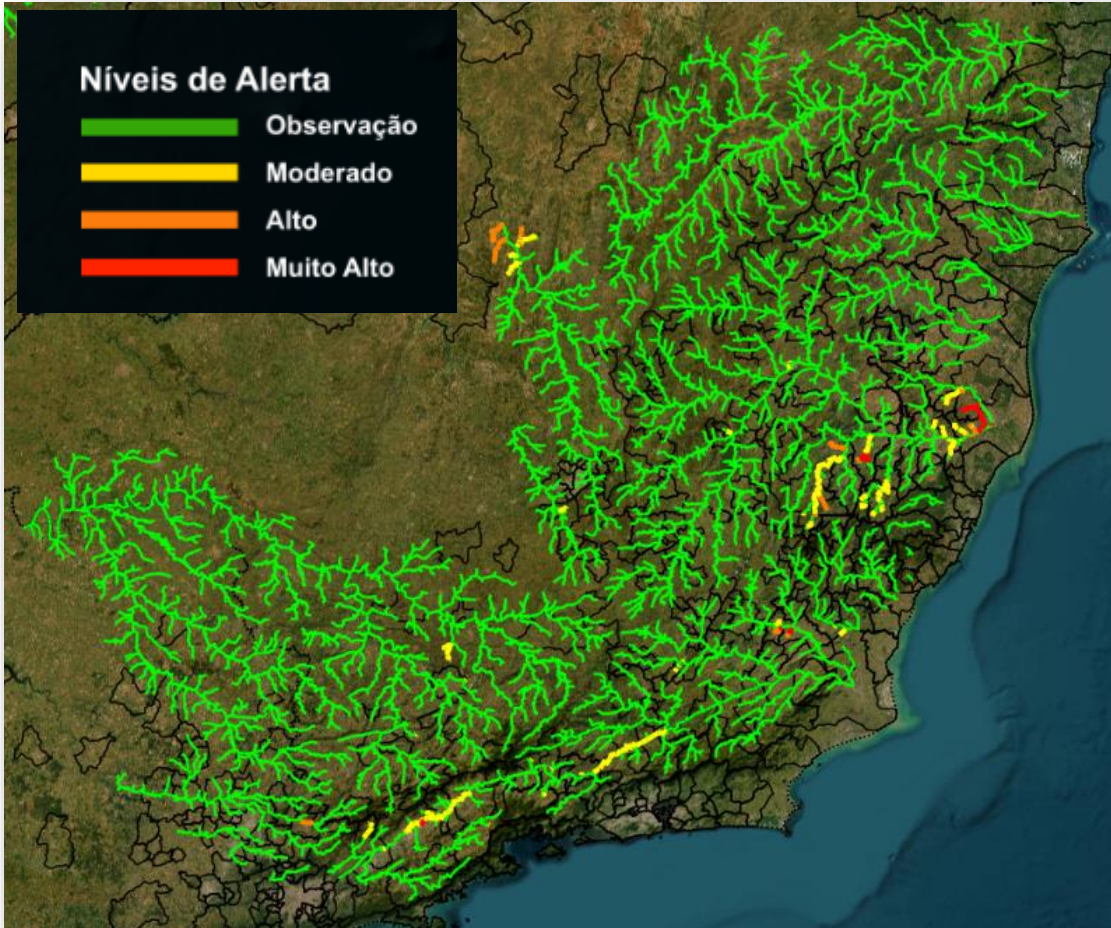 Níveis de Alerta
Observação
Moderado
Alto
Muito Alto